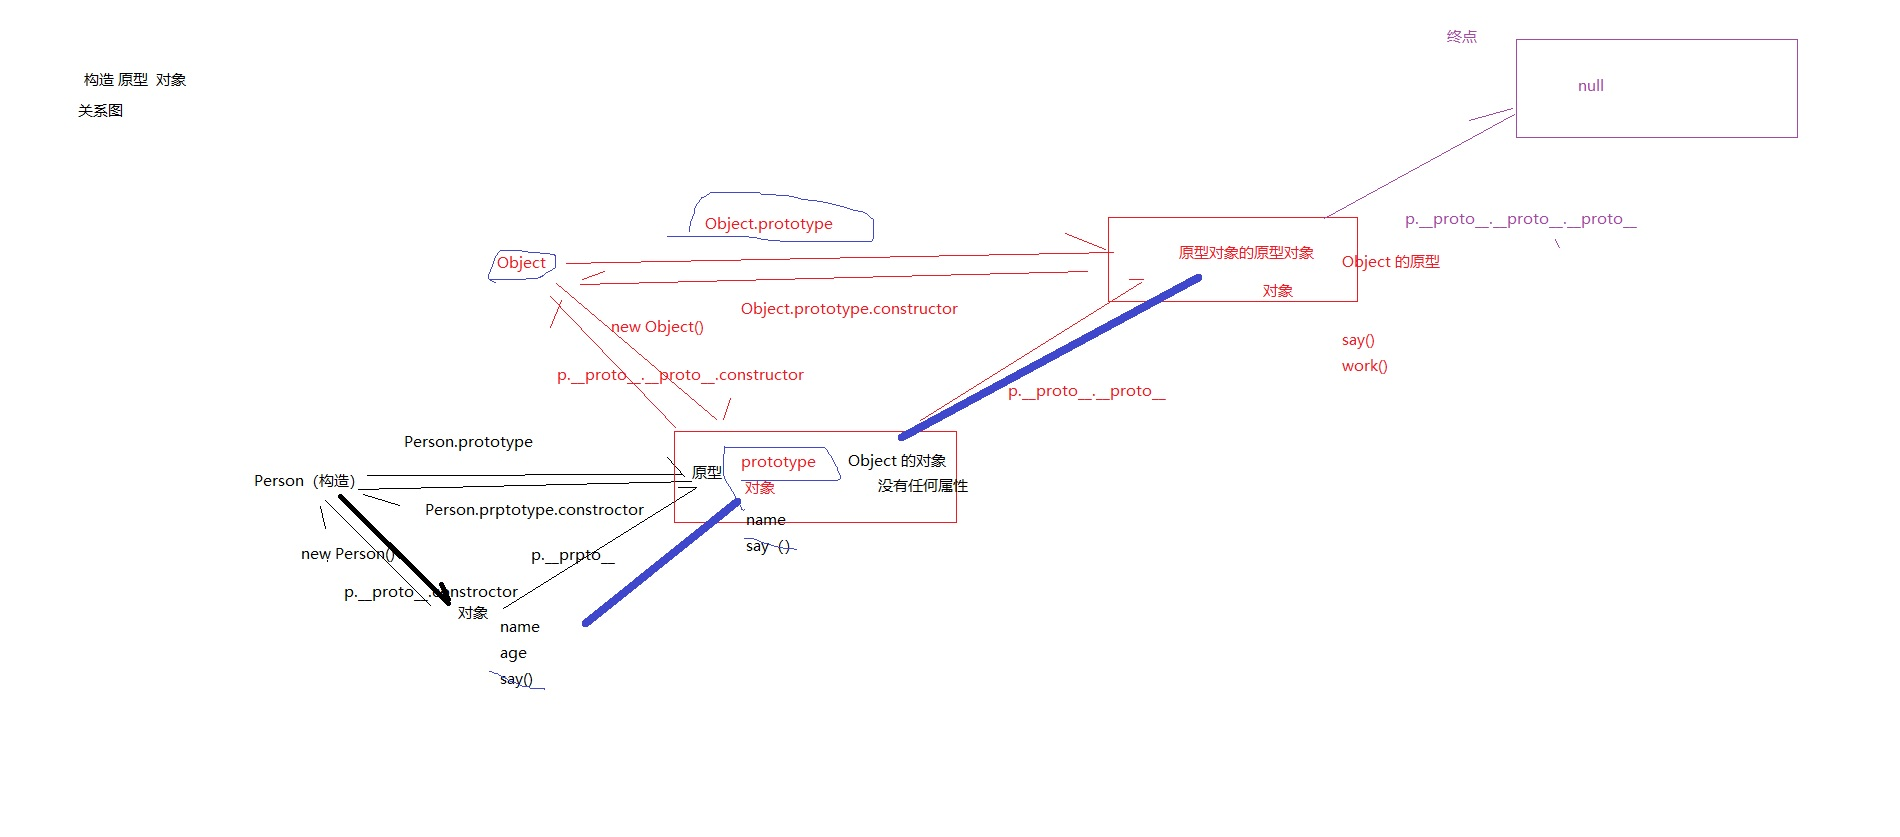 终点
构造 原型 对象
null
关系图
Object.prototype
p.__proto__.__proto__.__proto__
Object
原型对象的原型对象
Object 的原型
对象
Object.prototype.constructor
new Object()
say()
work()
p.__proto__.__proto__.constructor
p.__proto__.__proto__
Person.prototype
原型
prototype
Object 的对象
Person（构造）
对象
没有任何属性
Person.prptotype.constroctor
name
say（）
new Person()
p.__prpto__
p.__proto__.constroctor
对象
name
age
say()